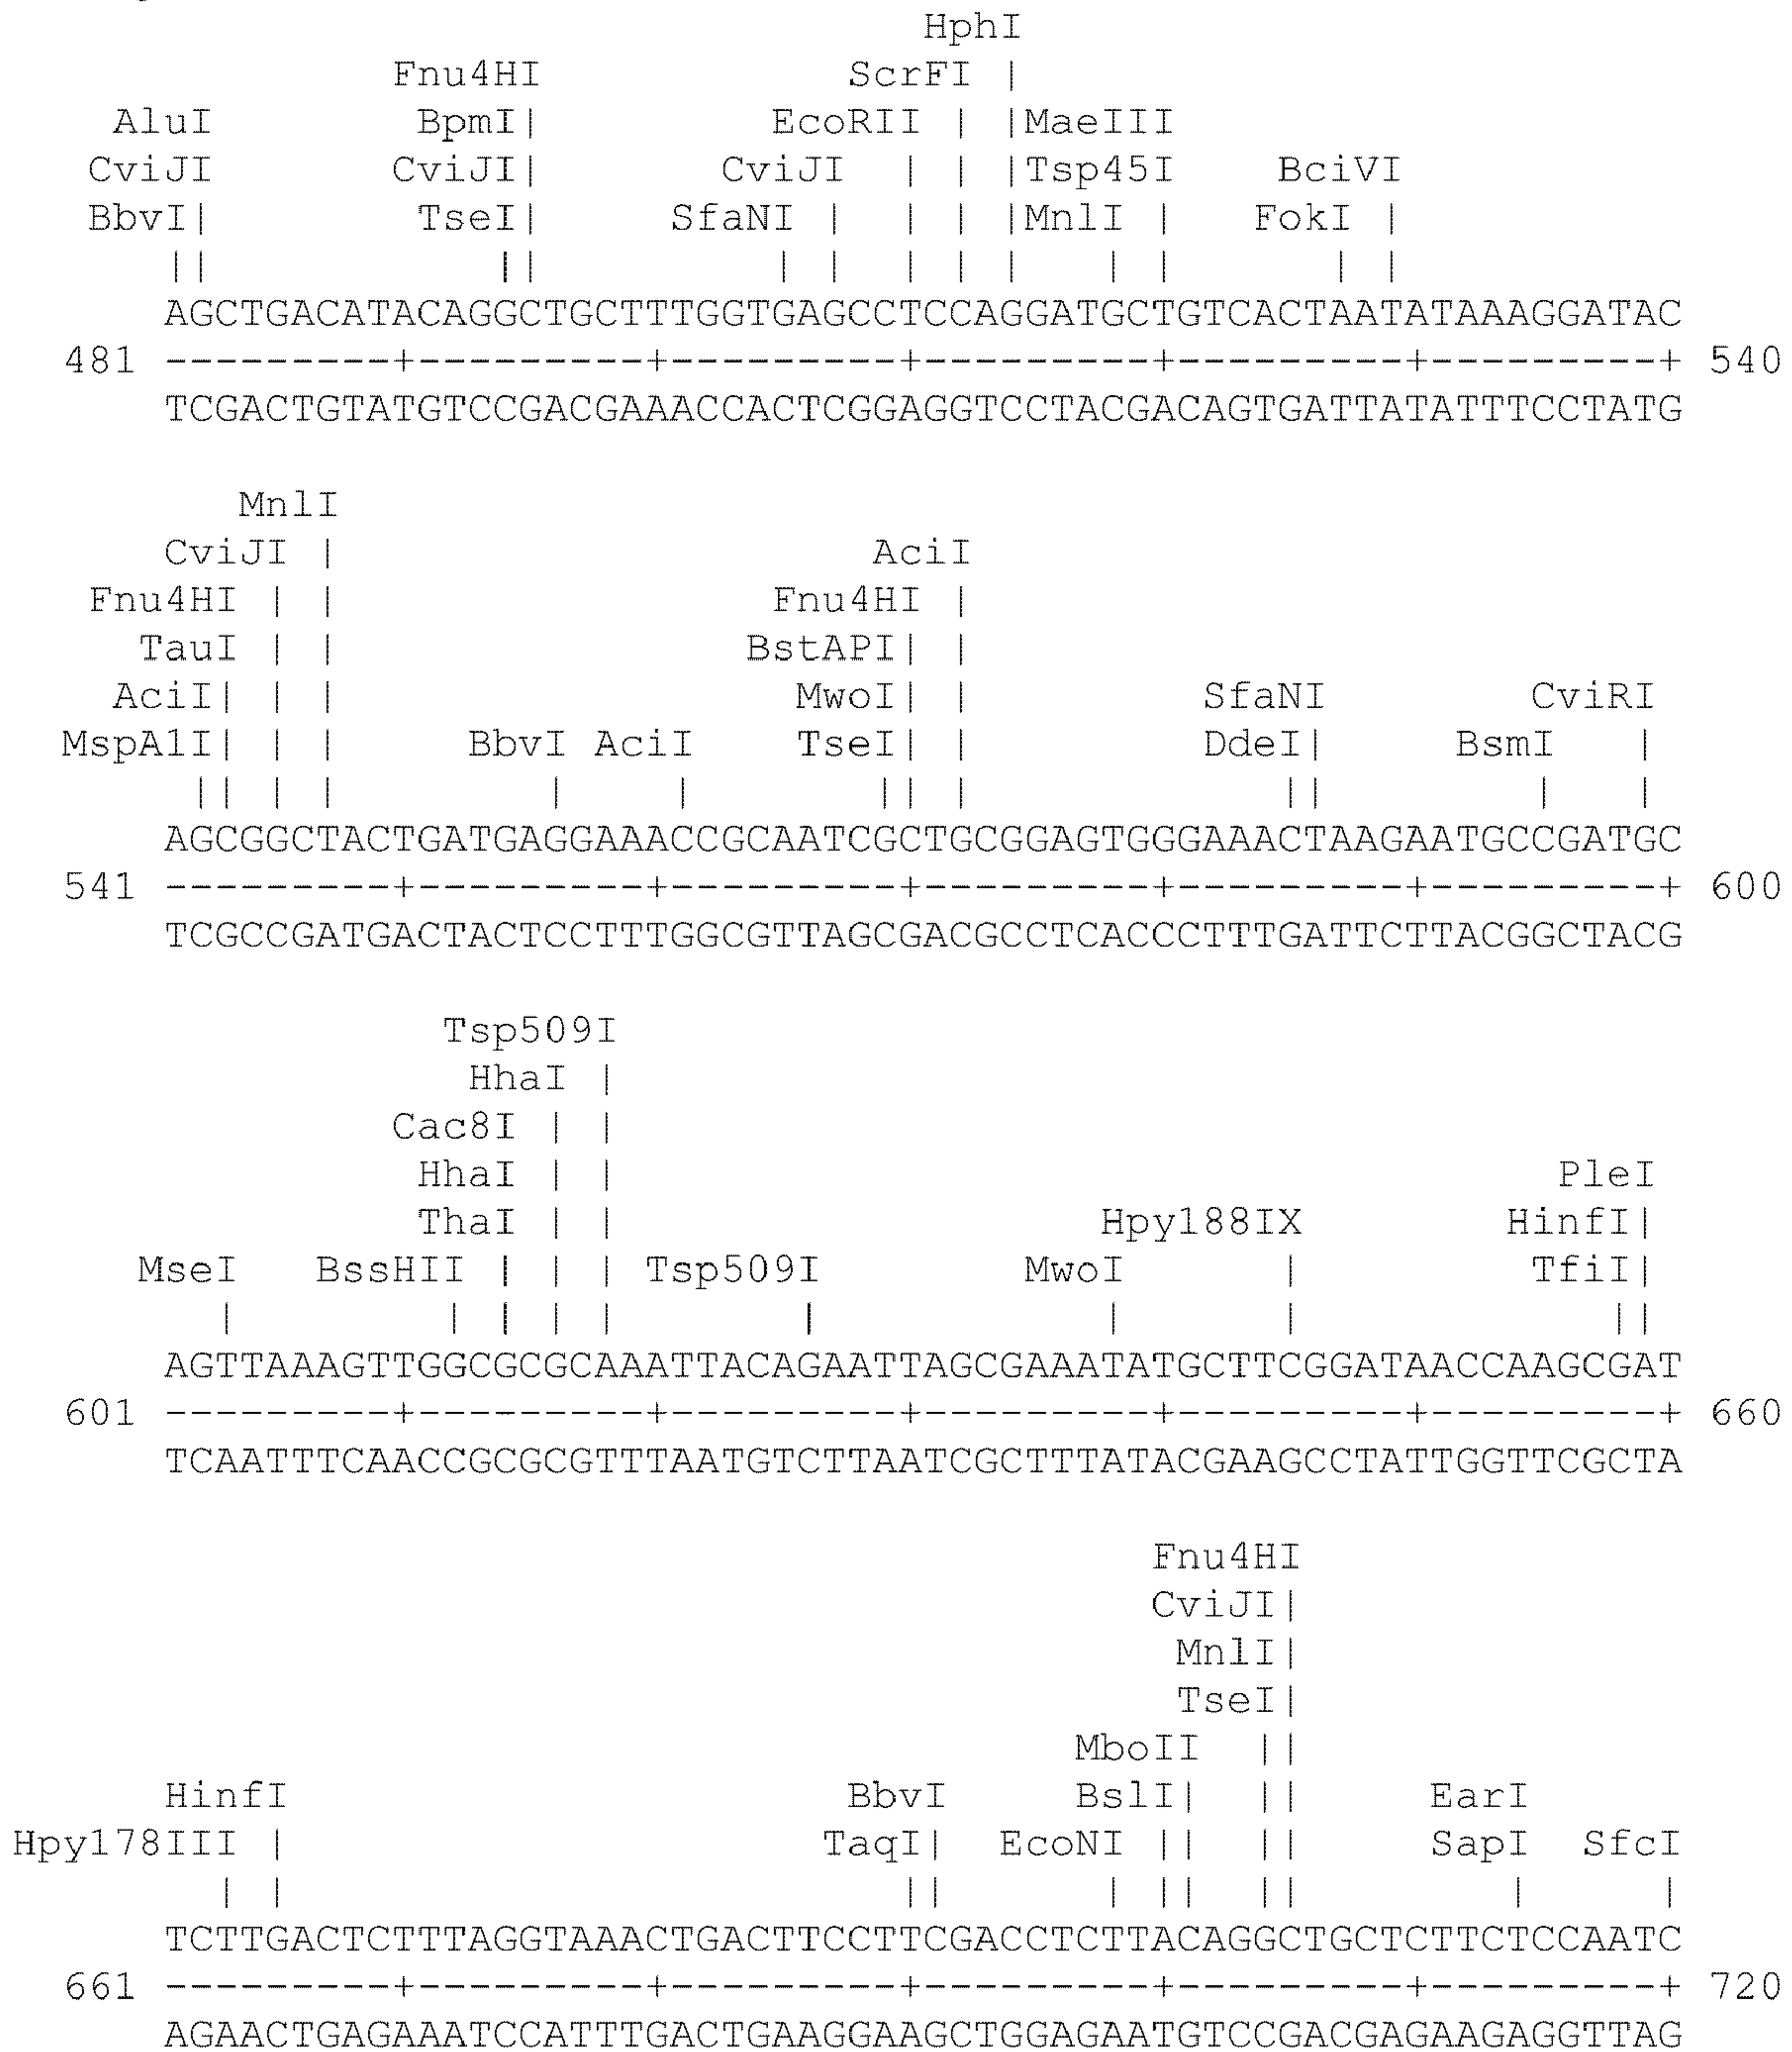 HphI
Fnu4HI ScrFI |
AluI BpmI| EcoRII | |MaeIII
CviJI CviJI| CviJI | | |Tsp45I BciVI
BbvI| TseI| SfaNI | | | |MnlI | FokI |
|| || | | | | | | | | |
AGCTGACATACAGGCTGCTTTGGTGAGCCTCCAGGATGCTGTCACTAATATAAAGGATAC
481 ---------+---------+---------+---------+---------+---------+ 540
TCGACTGTATGTCCGACGAAACCACTCGGAGGTCCTACGACAGTGATTATATTTCCTATG
MnlI
CviJI | AciI
Fnu4HI | | Fnu4HI |
TauI | | BstAPI| |
AciI| | | MwoI| | SfaNI CviRI
MspA1I| | | BbvI AciI TseI| | DdeI| BsmI |
|| | | | | || | || | |
AGCGGCTACTGATGAGGAAACCGCAATCGCTGCGGAGTGGGAAACTAAGAATGCCGATGC
541 ---------+---------+---------+---------+---------+---------+ 600
TCGCCGATGACTACTCCTTTGGCGTTAGCGACGCCTCACCCTTTGATTCTTACGGCTACG
Tsp509I
HhaI |
Cac8I | |
HhaI | | PleI
ThaI | | Hpy188IX HinfI|
MseI BssHII | | | Tsp509I MwoI | TfiI|
| | | | | | | | ||
AGTTAAAGTTGGCGCGCAAATTACAGAATTAGCGAAATATGCTTCGGATAACCAAGCGAT
601 ---------+---------+---------+---------+---------+---------+ 660
TCAATTTCAACCGCGCGTTTAATGTCTTAATCGCTTTATACGAAGCCTATTGGTTCGCTA
Fnu4HI
CviJI|
MnlI|
TseI|
MboII ||
HinfI BbvI BslI| || EarI
Hpy178III | TaqI| EcoNI || || SapI SfcI
| | || | || || | |
TCTTGACTCTTTAGGTAAACTGACTTCCTTCGACCTCTTACAGGCTGCTCTTCTCCAATC
661 ---------+---------+---------+---------+---------+---------+ 720
AGAACTGAGAAATCCATTTGACTGAAGGAAGCTGGAGAATGTCCGACGAGAAGAGGTTAG